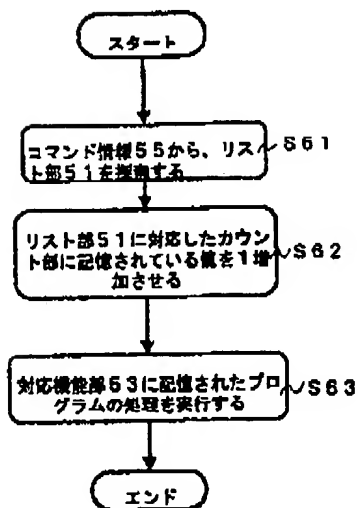 スタート
コマンド情報55から、リス
ト部51を探索する
S61
リスト部51に対応したカウン
ト部に記憶されている値を1増
加させる
S62
対応機能部53に記憶されたプロ
グラムの処理を実行する
S63
エンド